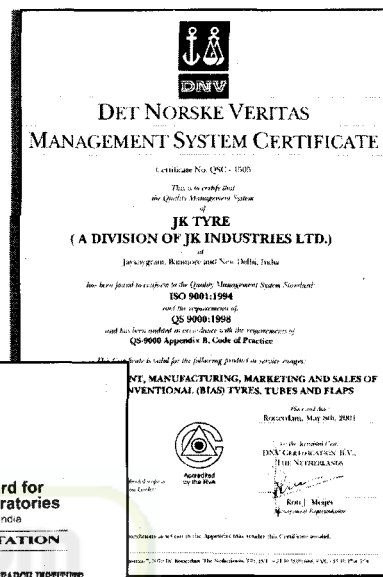 DNV
DET NORSKE VERITAS
MANAGEMENT SYSTEM CERTIFICATE
Certificate No. QSC - 1505
This is to certify that
the Quality Management System
of
JK TYRE
( A DIVISION OF JK INDUSTRIES LTD.)
at
Jaykaygram, Banmore and New Delhi, India
has been found to conform to the Quality Management System Standard:
ISO 9001:1994
and the requirements of
QS 9000:1998
and has been audited in accordance with the requirements of
QS-9000 Appendix B, Code of Practice
This Certificate is valid for the following product or service ranges:
NT, MANUFACTURING, MARKETING AND SALES OF
NVENTIONAL (BIAS) TYRES, TUBES AND FLAPS
Place and date
Rotterdam, May 8th, 2001
for the Accredited Unit
DNV CERTIFICATION B.V.,
THE NETHERLANDS
Accredited
by the RvA
Management Representative
rd for
ratories
ndia
TATION